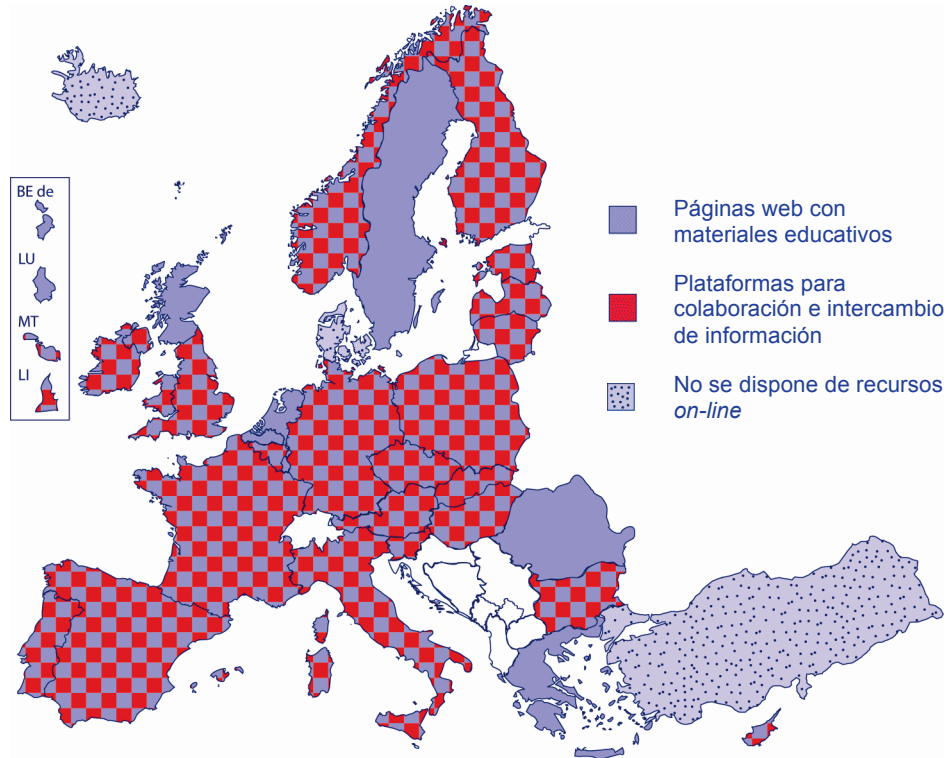 BE de
LU
MT
LI
Páginas web con
materiales educativos
Plataformas para
colaboración e intercambio
de información
No se dispone de recursos
on-line